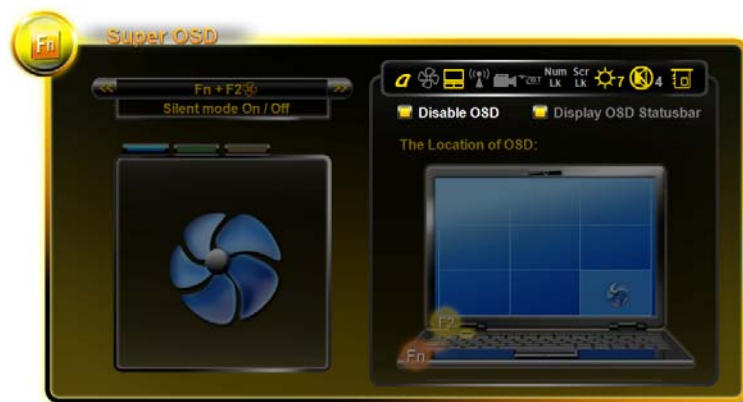 Fn
Super OSD
Fn + F2
Silent mode On / Off
Num Lk
Scr Lk
7
4
Disable OSD
Display OSD Statusbar
The Location of OSD:
F2
Fn